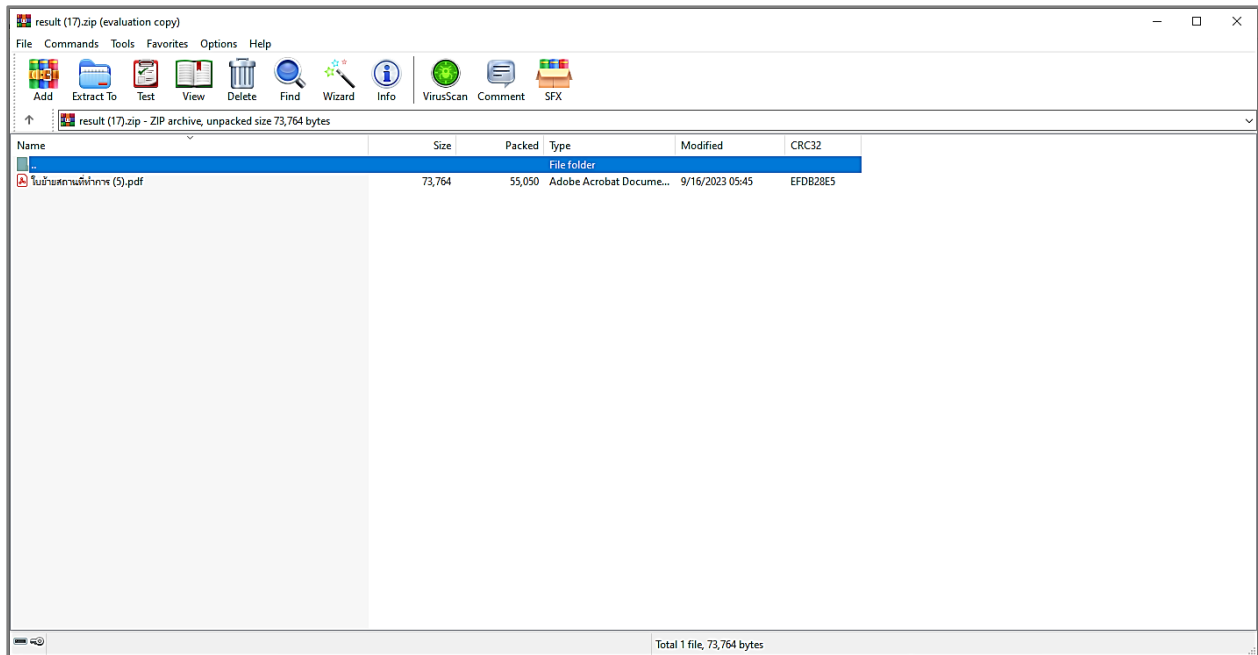 result (17).zip (evaluation copy)
File Commands Tools Favorites Options Help
Add Extract To Test View Delete Find Wizard Info VirusScan Comment SFX
result (17).zip - ZIP archive, unpacked size 73,764 bytes
Name Size Packed Type Modified CRC32
.. File folder
ใบย้ายสถานที่ทำการ (5).pdf 73,764 55,050 Adobe Acrobat Docume... 9/16/2023 05:45 EFDB28E5
Total 1 file, 73,764 bytes